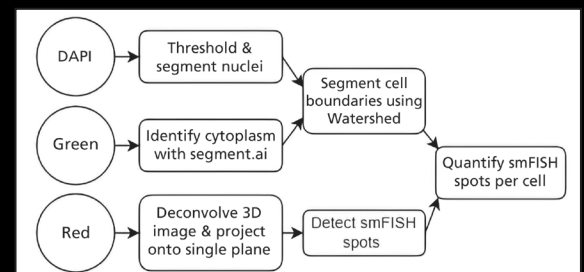 DAPI
Threshold &
segment nuclei
Segment cell
boundaries using
Watershed
Green
Identify cytoplasm
with segment.ai
Quantify smFISH
spots per cell
Red
Deconvolve 3D
image & project
onto single plane
Detect smFISH
spots